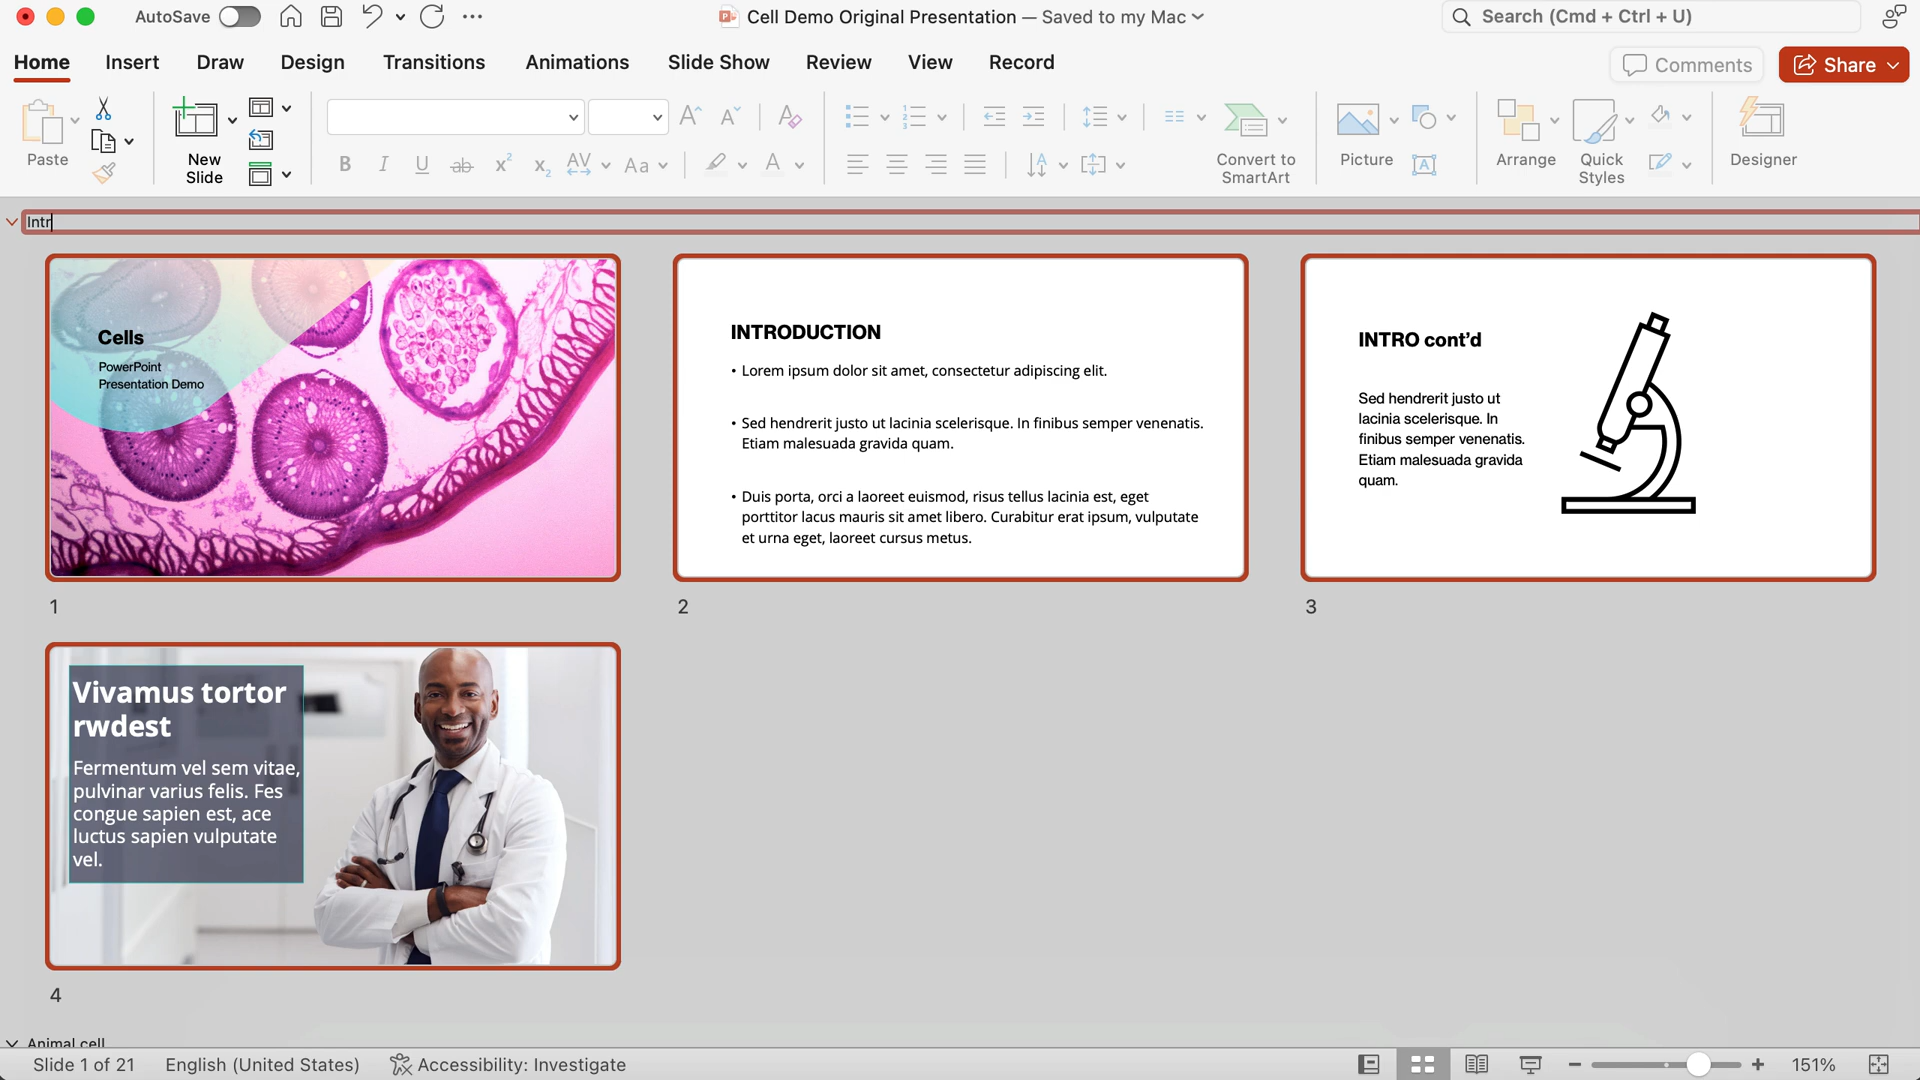 AutoSave
Cell Demo Original Presentation — Saved to my Mac
Search (Cmd + Ctrl + U)
Home Insert Draw Design Transitions Animations Slide Show Review View Record
Comments Share
Paste
New
Slide
Convert to
SmartArt
Picture
Arrange
Quick
Styles
Designer
Intr
Cells
PowerPoint
Presentation Demo
1
INTRODUCTION
• Lorem ipsum dolor sit amet, consectetur adipiscing elit.
• Sed hendrerit justo ut lacinia scelerisque. In finibus semper venenatis.
Etiam malesuada gravida quam.
• Duis porta, orci a laoreet euismod, risus tellus lacinia est, eget
porttitor lacus mauris sit amet libero. Curabitur erat ipsum, vulputate
et urna eget, laoreet cursus metus.
2
INTRO cont’d
Sed hendrerit justo ut
lacinia scelerisque. In
finibus semper venenatis.
Etiam malesuada gravida
quam.
3
Vivamus tortor
rwdest
Fermentum vel sem vitae,
pulvinar varius felis. Fes
congue sapien est, ace
luctus sapien vulputate
vel.
4
Animal cell
Slide 1 of 21 English (United States) Accessibility: Investigate
151%